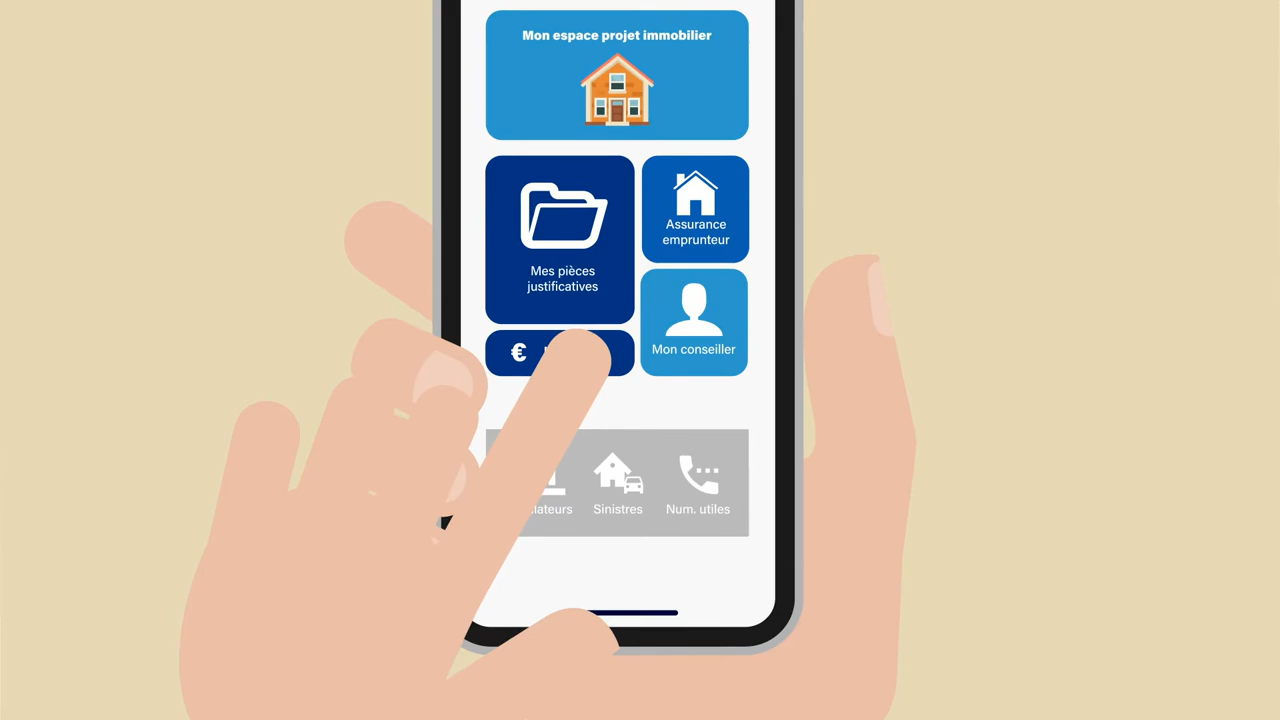 Mon espace projet immobilier
Mes pièces
justificatives
Assurance
emprunteur
€
Mon conseiller
Sinistres
Num. utiles